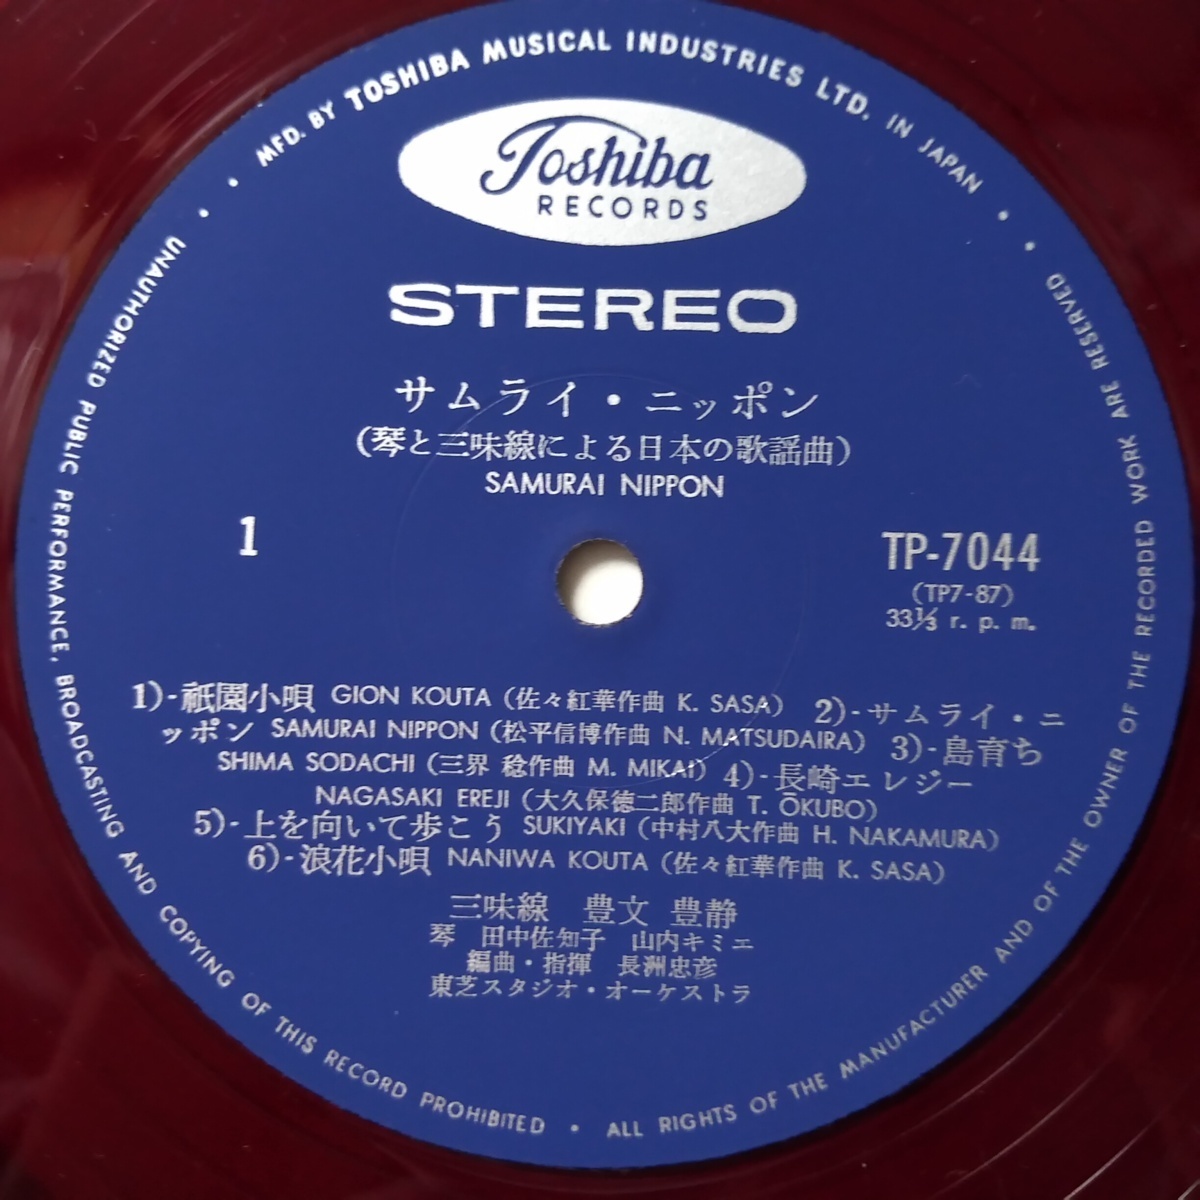 MFD. BY TOSHIBA MUSICAL INDUSTRIES LTD. IN JAPAN
Toshiba
RECORDS
STEREO
サムライ・ニッポン
(琴と三味線による日本の歌謡曲)
SAMURAI NIPPON
1
TP-7044
(TP7-87)
33⅓ r. p. m.
1)-祇園小唄 GION KOUTA (佐々紅華作曲 K. SASA) 2)-サムライ・ニ
ッポン SAMURAI NIPPON (松平信博作曲 N. MATSUDAIRA) 3)-島育ち
SHIMA SODACHI (三界 稔作曲 M. MIKAI) 4)-長崎エレジー
NAGASAKI EREJI (大久保徳二郎作曲 T. ŌKUBO)
5)-上を向いて歩こう SUKIYAKI (中村八大作曲 H. NAKAMURA)
6)-浪花小唄 NANIWA KOUTA (佐々紅華作曲 K. SASA)
三味線 豊文 豊静
琴 田中佐知子 山内キミエ
編曲・指揮 長洲忠彦
東芝スタジオ・オーケストラ
UNAUTHORIZED PUBLIC PERFORMANCE, BROADCASTING AND COPYING OF THIS RECORD PROHIBITED • ALL RIGHTS OF THE MANUFACTURER AND OF THE OWNER OF THE RECORDED WORK ARE RESERVED